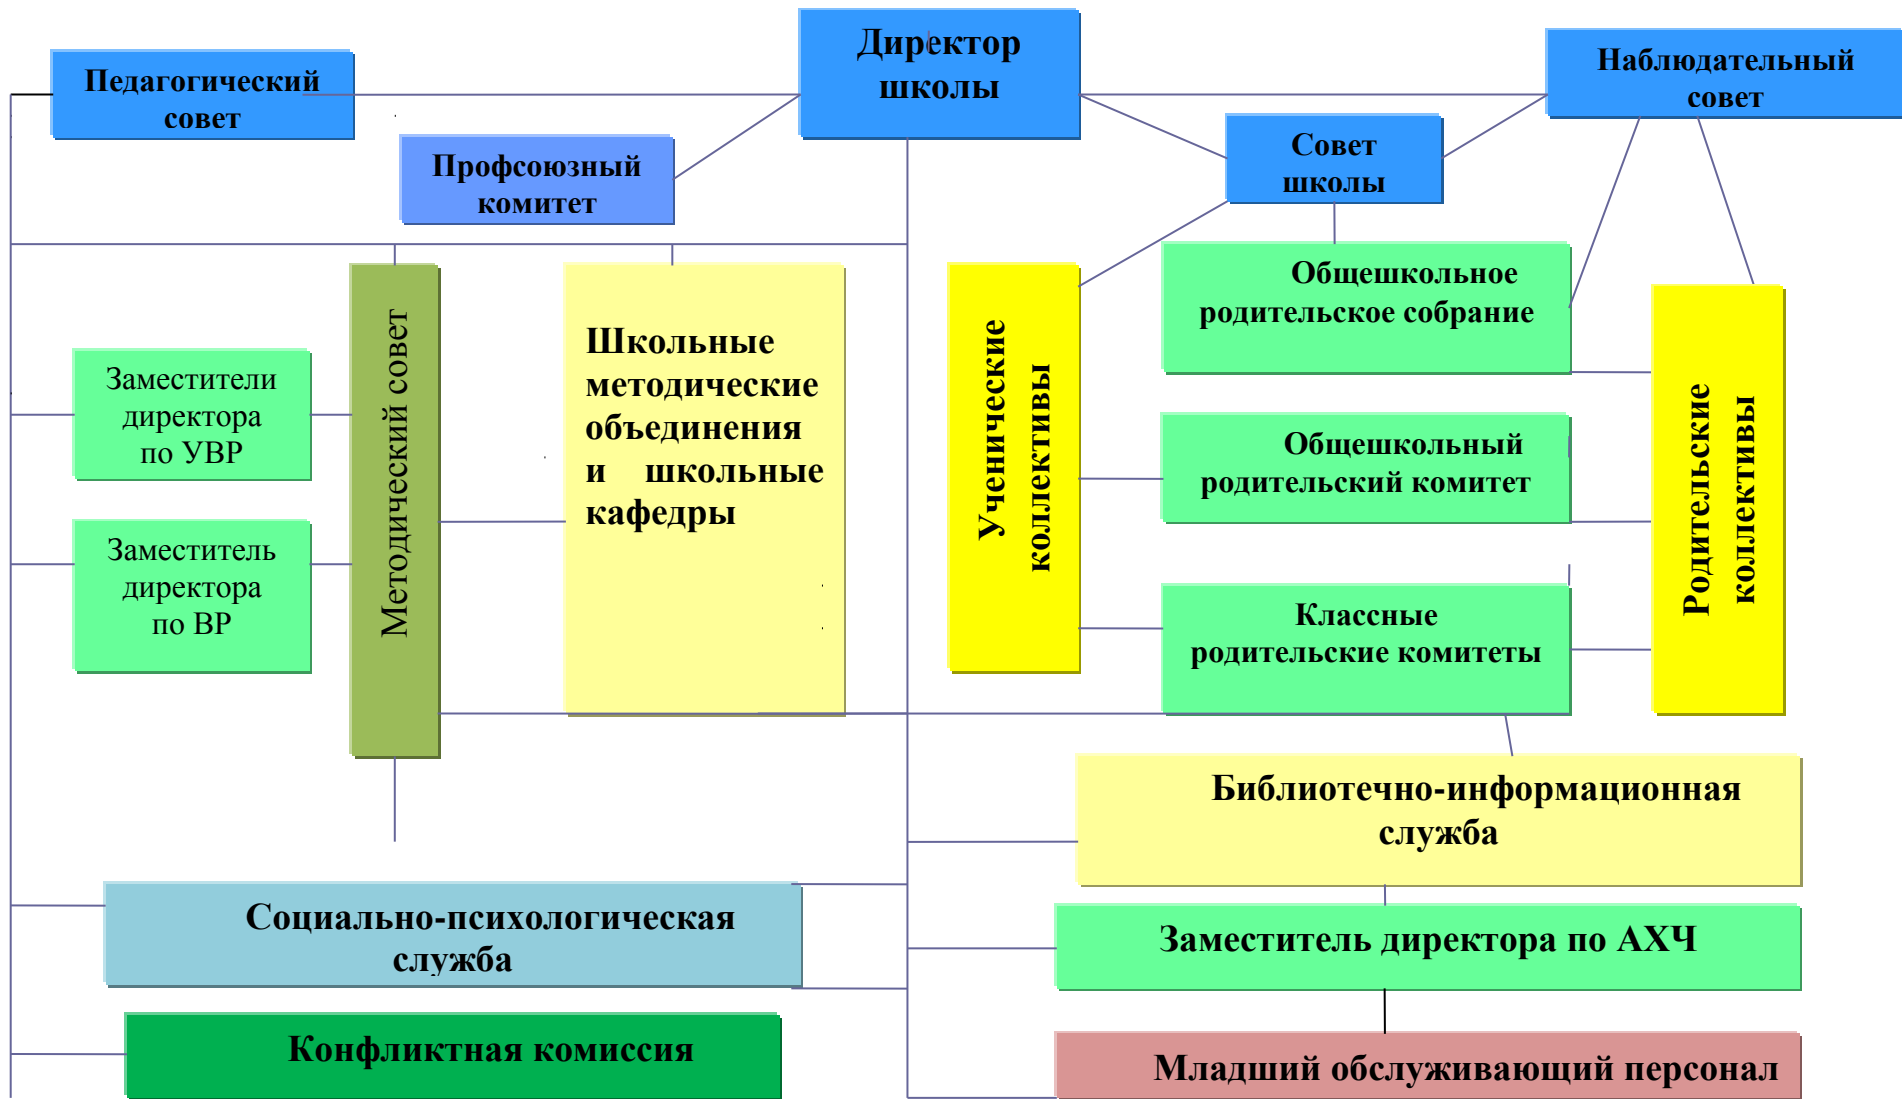 Директор
школы
Педагогический
совет
Наблюдательный
совет
Профсоюзный
комитет
Совет
школы
Методический совет
Школьные
методические
объединения
и школьные
кафедры
Заместители
директора
по УВР
Заместитель
директора
по ВР
Ученические
коллективы
Общешкольное
родительское собрание
Общешкольный
родительский комитет
Классные
родительские комитеты
Родительские
коллективы
Библиотечно-информационная
служба
Социально-психологическая
служба
Заместитель директора по АХЧ
Конфликтная комиссия
Младший обслуживающий персонал